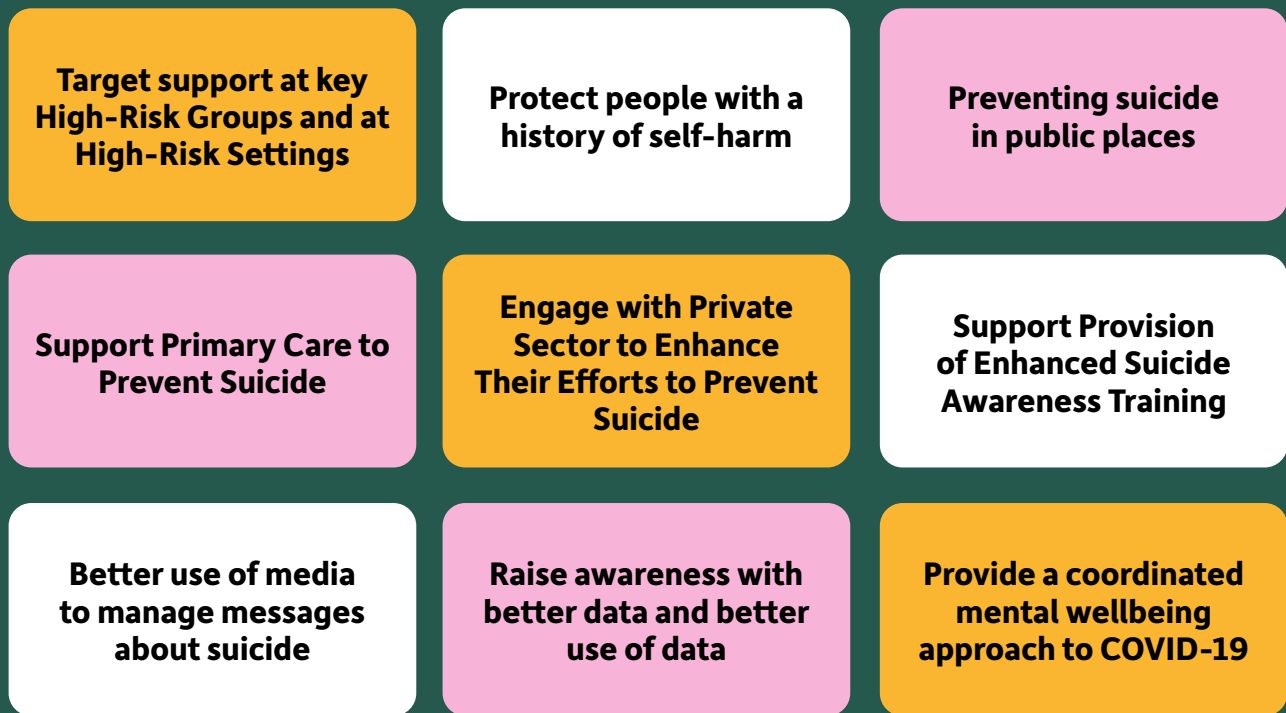 Target support at key
High-Risk Groups and at
High-Risk Settings
Protect people with a
history of self-harm
Preventing suicide
in public places
Support Primary Care to
Prevent Suicide
Engage with Private
Sector to Enhance
Their Efforts to Prevent
Suicide
Support Provision
of Enhanced Suicide
Awareness Training
Better use of media
to manage messages
about suicide
Raise awareness with
better data and better
use of data
Provide a coordinated
mental wellbeing
approach to COVID-19